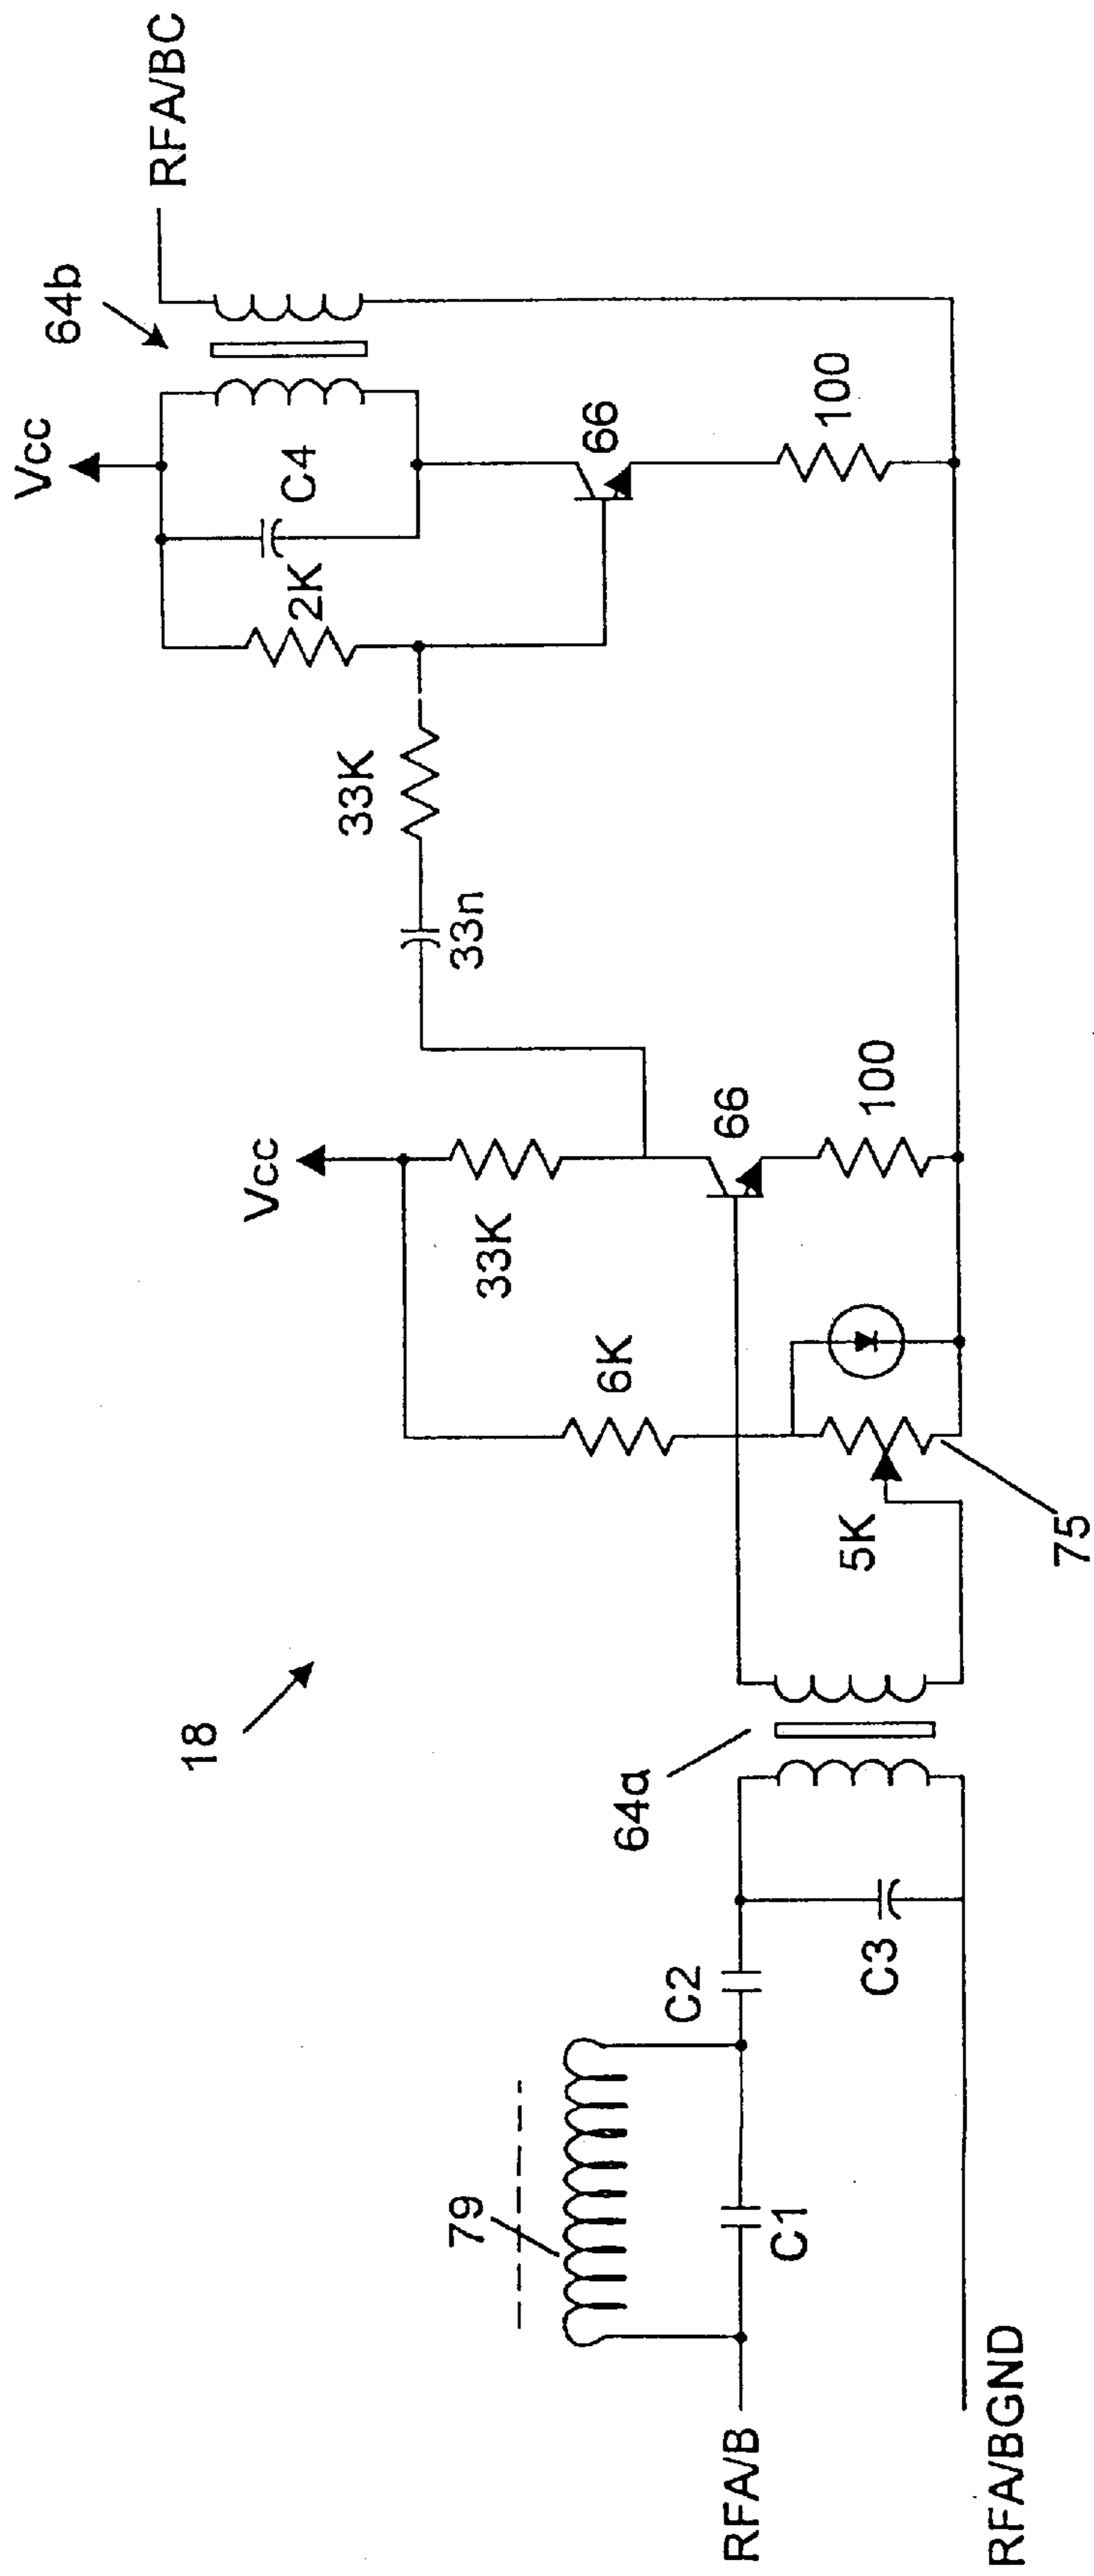 18
79
RFA/B
RFA/BGND
C1
C2
C3
64a
5K
75
6K
Vcc
33K
66
100
33n
33K
2K
C4
Vcc
66
100
64b
RFA/BC